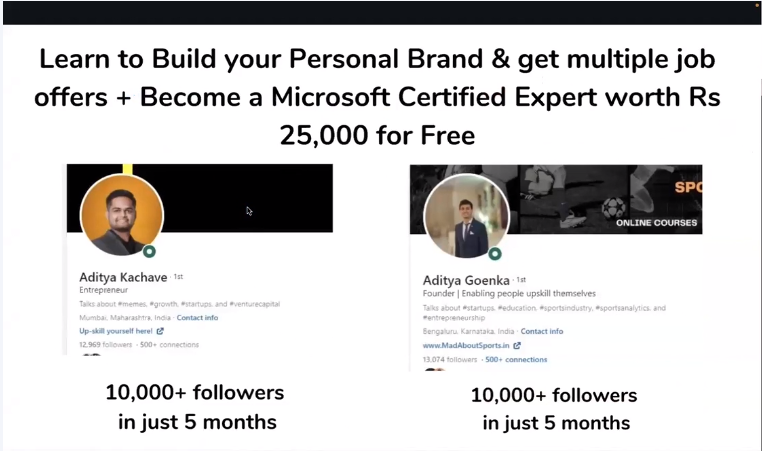 Learn to Build your Personal Brand & get multiple job
offers + Become a Microsoft Certified Expert worth Rs
25,000 for Free
SPO
ONLINE COURSES
Aditya Kachave · 1st
Entrepreneur
Talks about #memes, #growth, #startups, and #venturecapital
Mumbai, Maharashtra, India · Contact info
Up-skill yourself here!
12,969 followers · 500+ connections
Aditya Goenka · 1st
Founder | Enabling people upskill themselves
Talks about #startups, #education, #sportsindustry, #sportsanalytics, and
#entrepreneurship
Bengaluru, Karnataka, India · Contact info
www.MadAboutSports.in
13,074 followers · 500+ connections
10,000+ followers
in just 5 months
10,000+ followers
in just 5 months